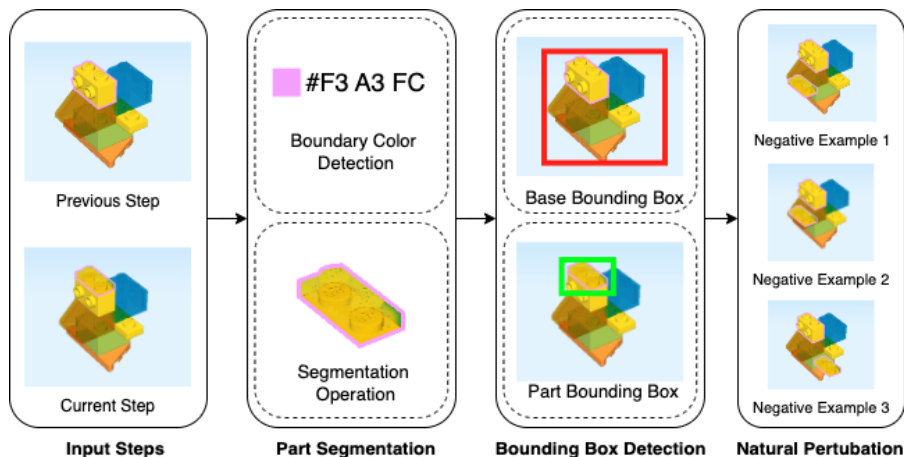 Previous Step
Current Step
Input Steps
#F3 A3 FC
Boundary Color
Detection
Segmentation
Operation
Part Segmentation
Base Bounding Box
Part Bounding Box
Bounding Box Detection
Negative Example 1
Negative Example 2
Negative Example 3
Natural Pertubation